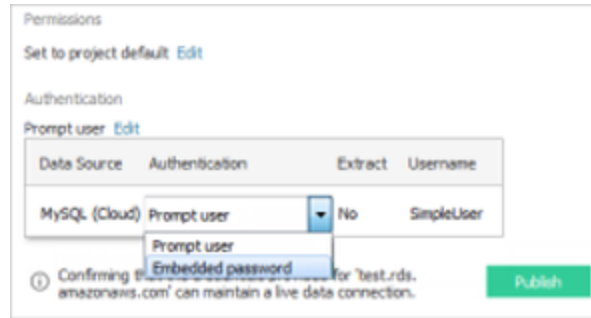 Permissions
Set to project default Edit
Authentication
Prompt user Edit
Data Source Authentication Extract Username
MySQL (Cloud) Prompt user No SimpleUser
Prompt user
Embedded password
Confirming for 'test.rds.
amazonaws.com' can maintain a live data connection.
Publish